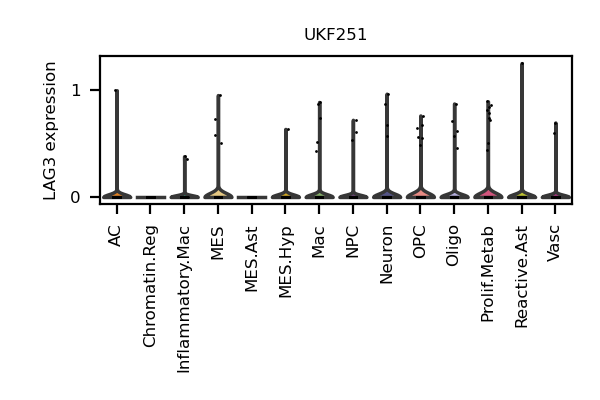 UKF251
LAG3 expression
1
0
AC
Chromatin.Reg
Inflammatory.Mac
MES
MES.Ast
MES.Hyp
Mac
NPC
Neuron
OPC
Oligo
Prolif.Metab
Reactive.Ast
Vasc